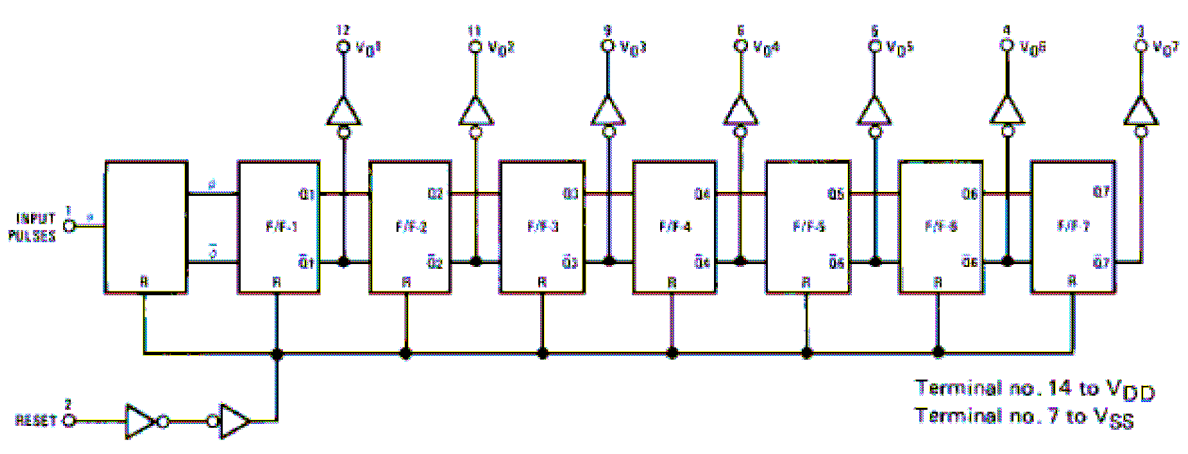 12 11 9 6 5 4 3
VO1 VO2 VO3 VO4 VO5 VO6 VO7
Q1 Q2 Q3 Q4 Q5 Q6 Q7
1
INPUT
PULSES
F/F-1 F/F-2 F/F-3 F/F-4 F/F-5 F/F-6 F/F-7
Q̅1 Q̅2 Q̅3 Q̅4 Q̅5 Q̅6 Q̅7
R R R R R R R R
Terminal no. 14 to VDD
2
RESET
Terminal no. 7 to VSS